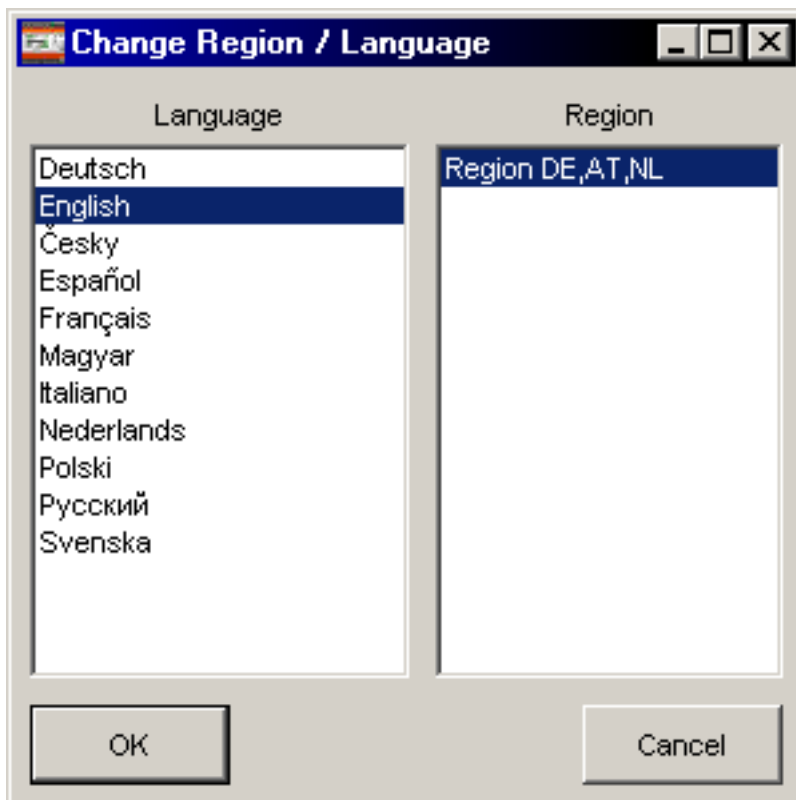 Change Region / Language
Language
Region
Deutsch
English
Česky
Español
Français
Magyar
Italiano
Nederlands
Polski
Русский
Svenska
Region DE,AT,NL
OK
Cancel